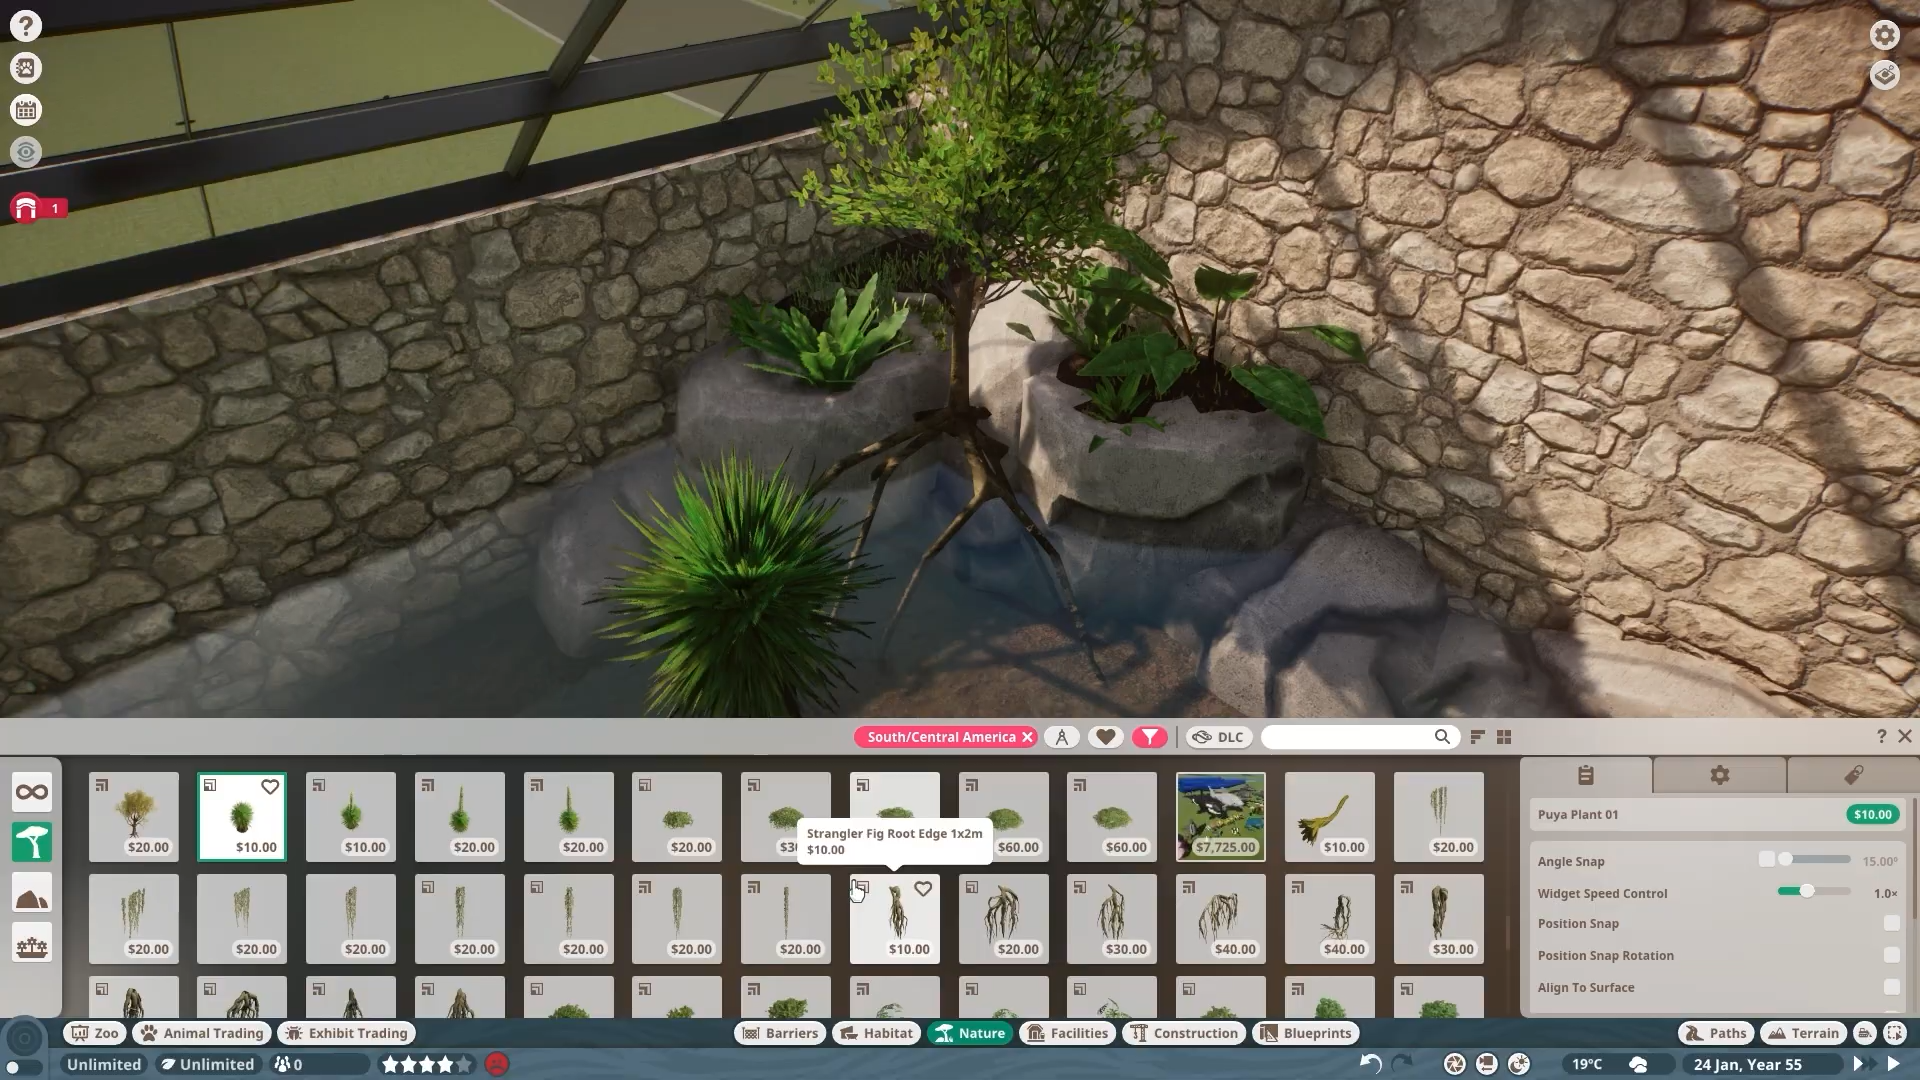 ?
1
South/Central America ×
DLC
? ×
$20.00
$10.00
$10.00
$20.00
$20.00
$20.00
$60.00
$60.00
$7,725.00
$10.00
$20.00
Strangler Fig Root Edge 1x2m
$10.00
$20.00
$20.00
$20.00
$20.00
$20.00
$20.00
$20.00
$10.00
$20.00
$30.00
$40.00
$40.00
$30.00
Puya Plant 01 $10.00
Angle Snap 15.00°
Widget Speed Control 1.0×
Position Snap
Position Snap Rotation
Align To Surface
Zoo Animal Trading Exhibit Trading Barriers Habitat Nature Facilities Construction Blueprints Paths Terrain
Unlimited Unlimited 0 19°C 24 Jan, Year 55